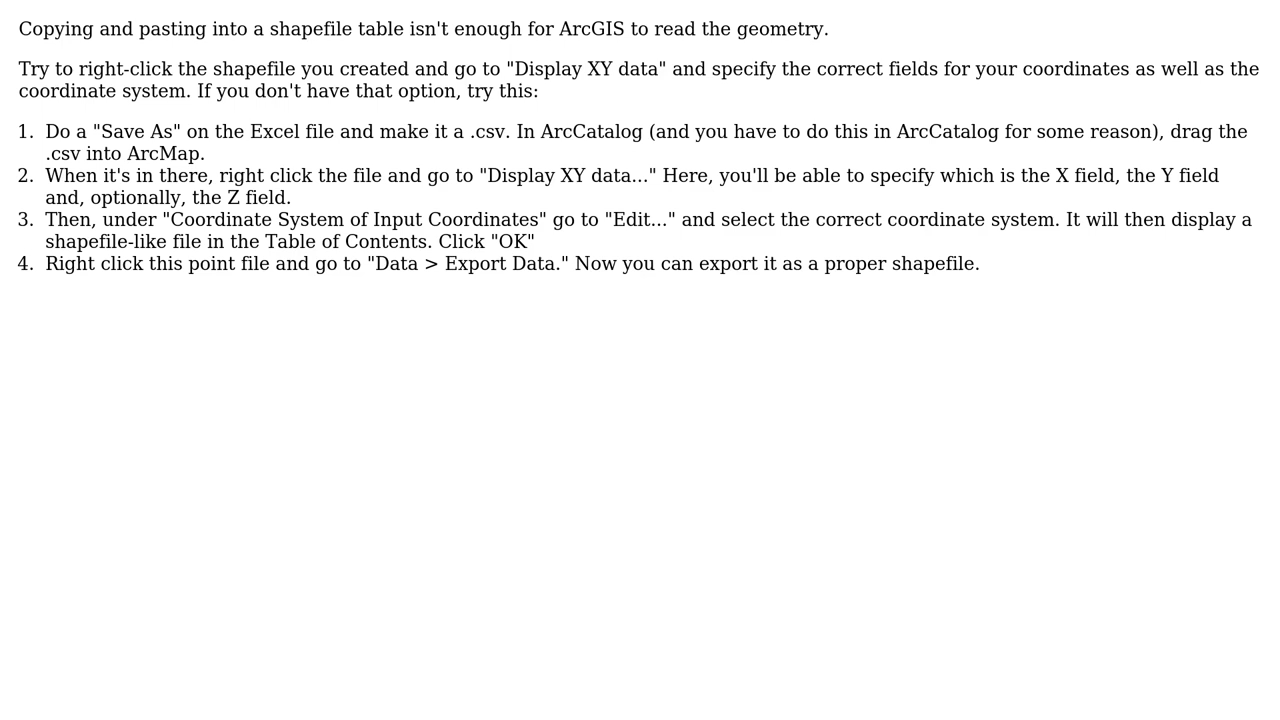 Copying and pasting into a shapefile table isn't enough for ArcGIS to read the geometry.
Try to right-click the shapefile you created and go to "Display XY data" and specify the correct fields for your coordinates as well as the
coordinate system. If you don't have that option, try this:
1. Do a "Save As" on the Excel file and make it a .csv. In ArcCatalog (and you have to do this in ArcCatalog for some reason), drag the
.csv into ArcMap.
2. When it's in there, right click the file and go to "Display XY data..." Here, you'll be able to specify which is the X field, the Y field
and, optionally, the Z field.
3. Then, under "Coordinate System of Input Coordinates" go to "Edit..." and select the correct coordinate system. It will then display a
shapefile-like file in the Table of Contents. Click "OK"
4. Right click this point file and go to "Data > Export Data." Now you can export it as a proper shapefile.